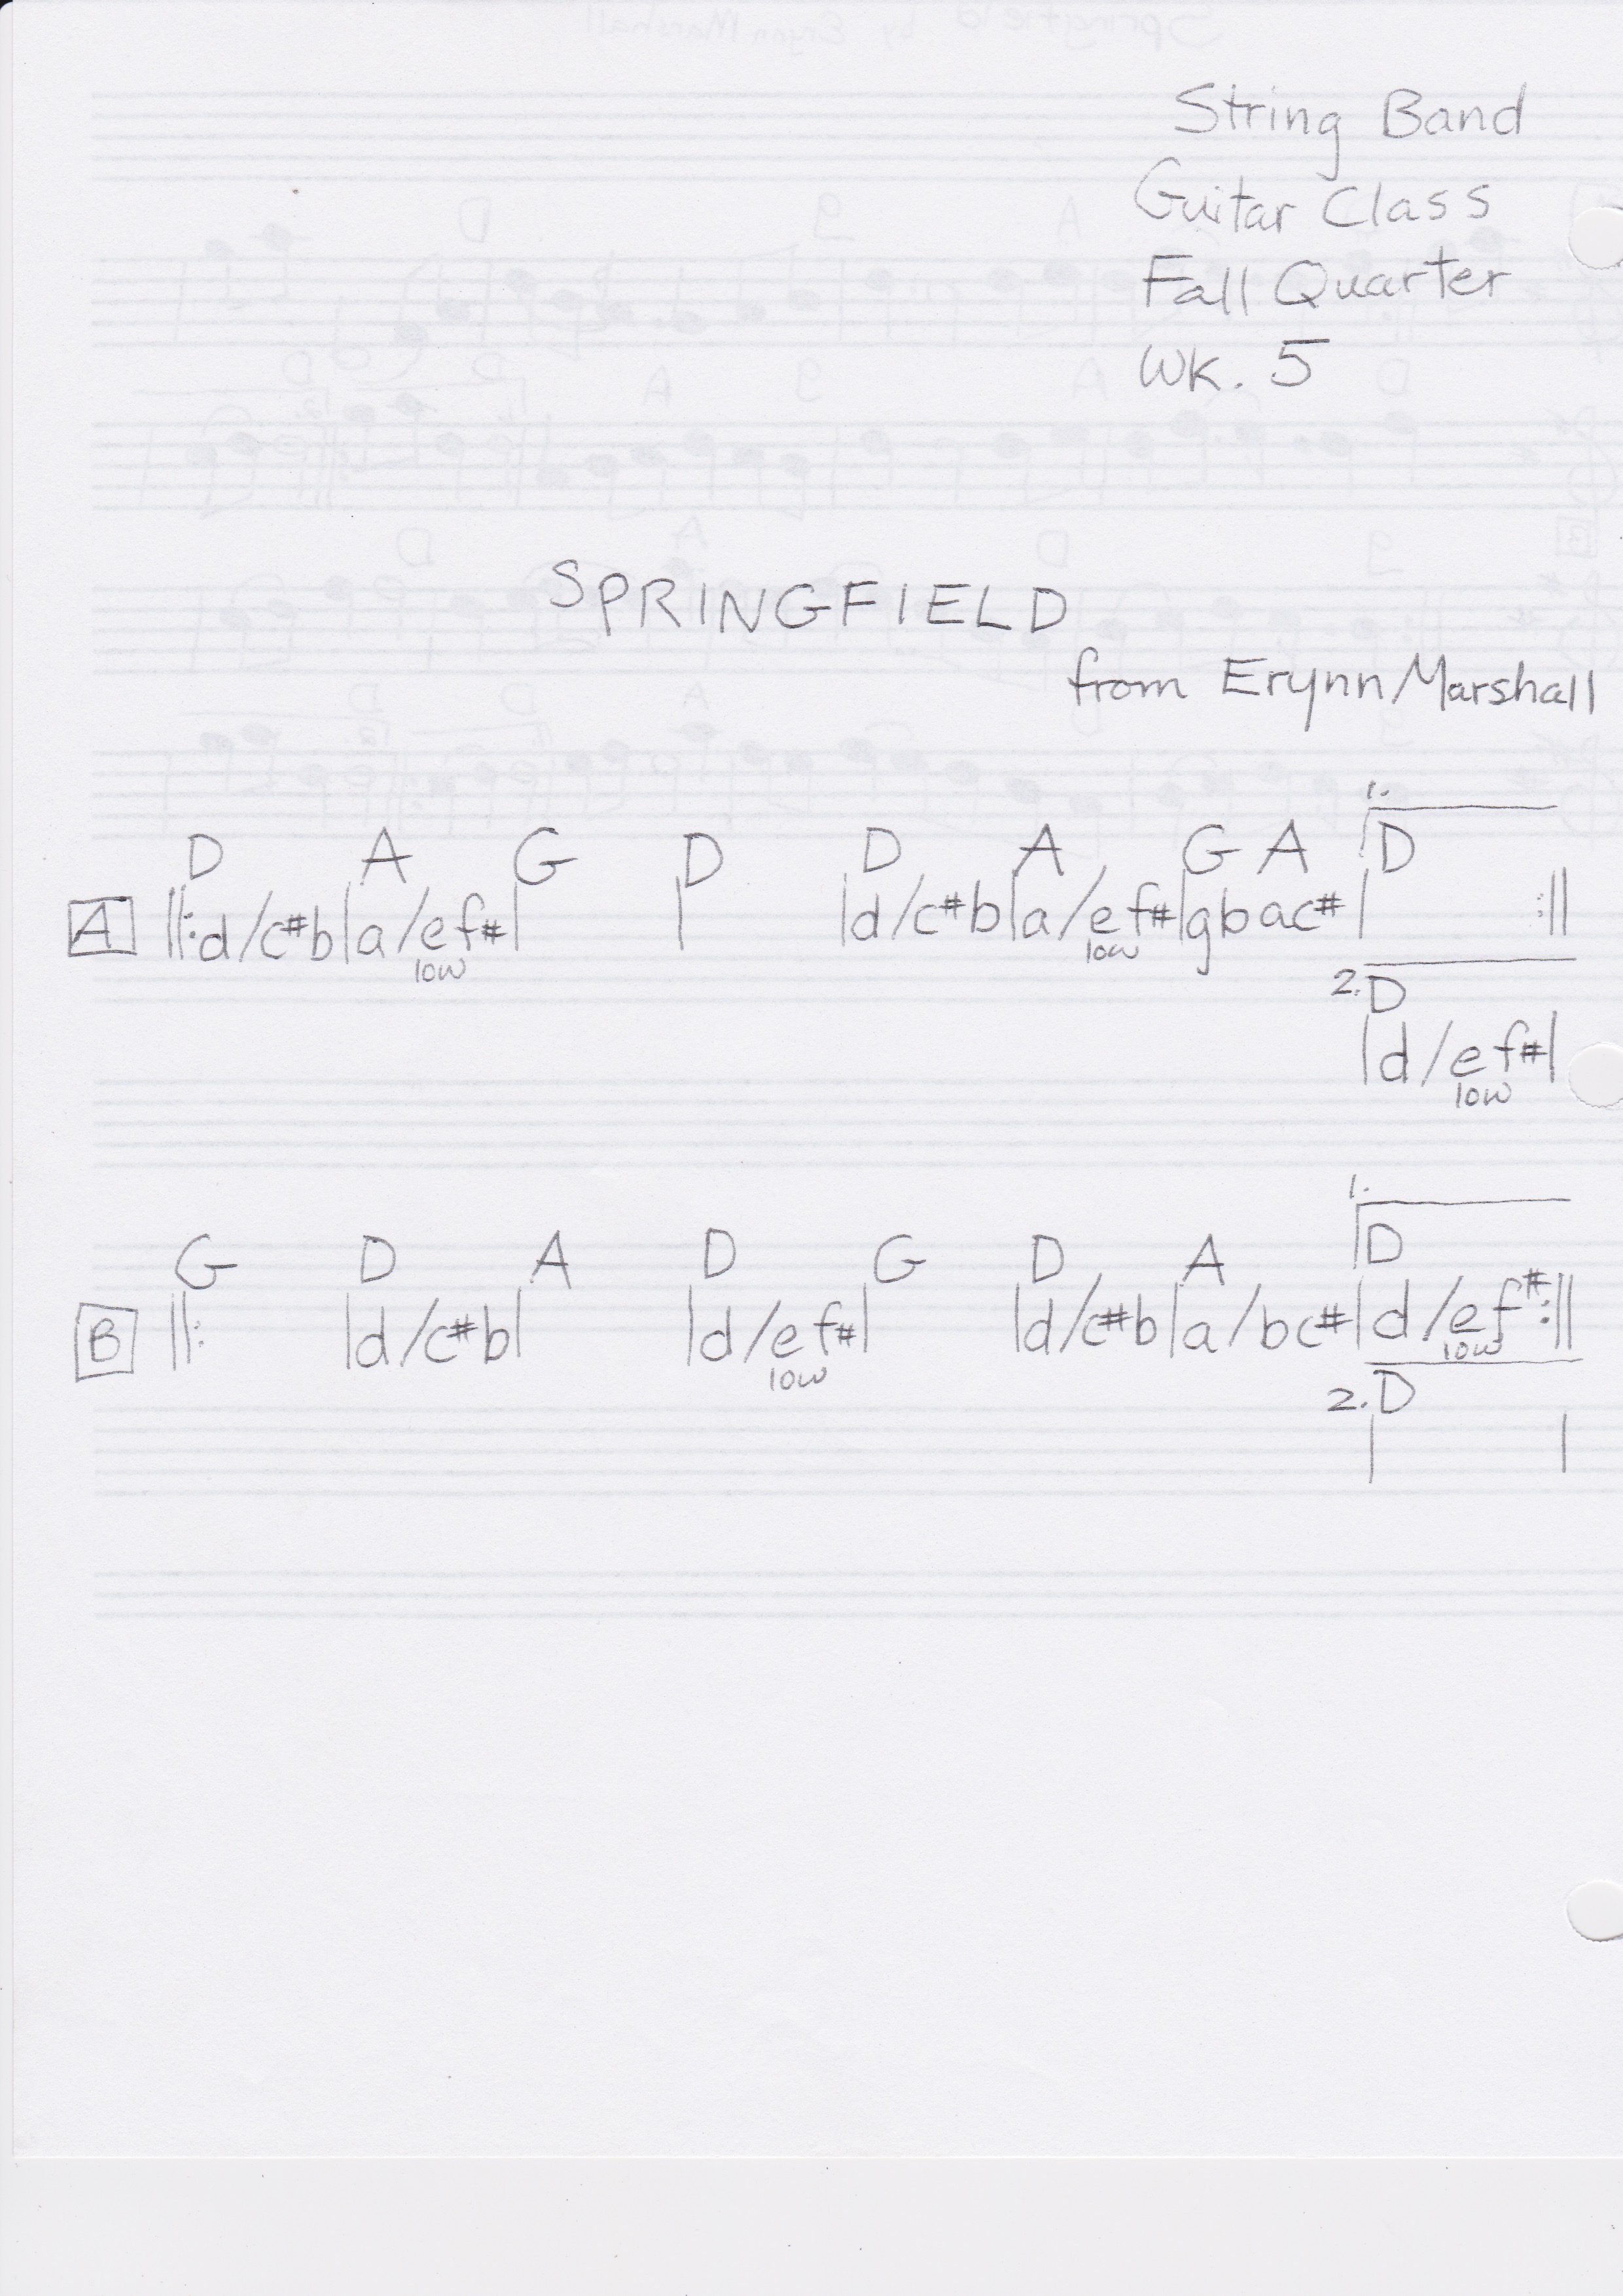 String Band
Guitar Class
Fall Quarter
Wk. 5
SPRINGFIELD
from Erynn Marshall
1.
D A G D D A G A D
A ||:d/c#b|a/ef#| | |d/c#b|a/ef#|gbac#| :||
low low
2. D
|d/ef#|
low
1.
G D A D G D A D
B ||: |d/c#b| |d/ef#| |d/c#b|a/bc#|d/ef#:||
low low
2. D
| |